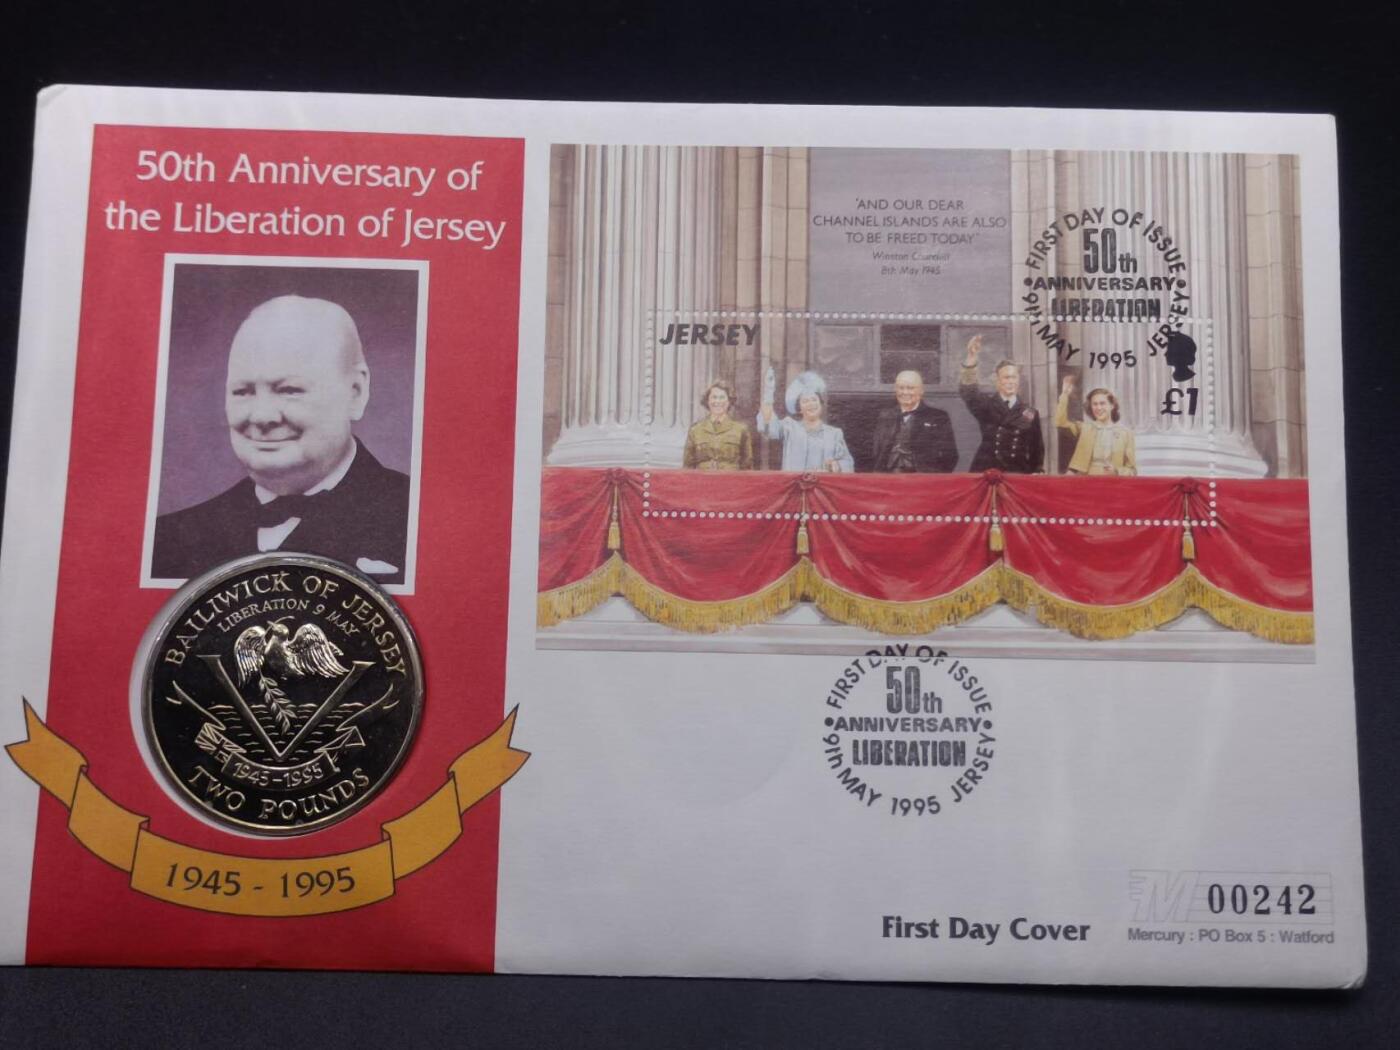 50th Anniversary of
the Liberation of Jersey
BAILIWICK OF JERSEY
LIBERATION 9 MAY
1945-1995
TWO POUNDS
1945 - 1995
'AND OUR DEAR
CHANNEL ISLANDS ARE ALSO
TO BE FREED TODAY'
Winston Churchill
8th May 1945
JERSEY
£1
FIRST DAY OF ISSUE
50th
ANNIVERSARY
LIBERATION
9th MAY 1995 JERSEY
FIRST DAY OF ISSUE
50th
ANNIVERSARY
LIBERATION
9th MAY 1995 JERSEY
First Day Cover
M 00242
Mercury : PO Box 5 : Watford